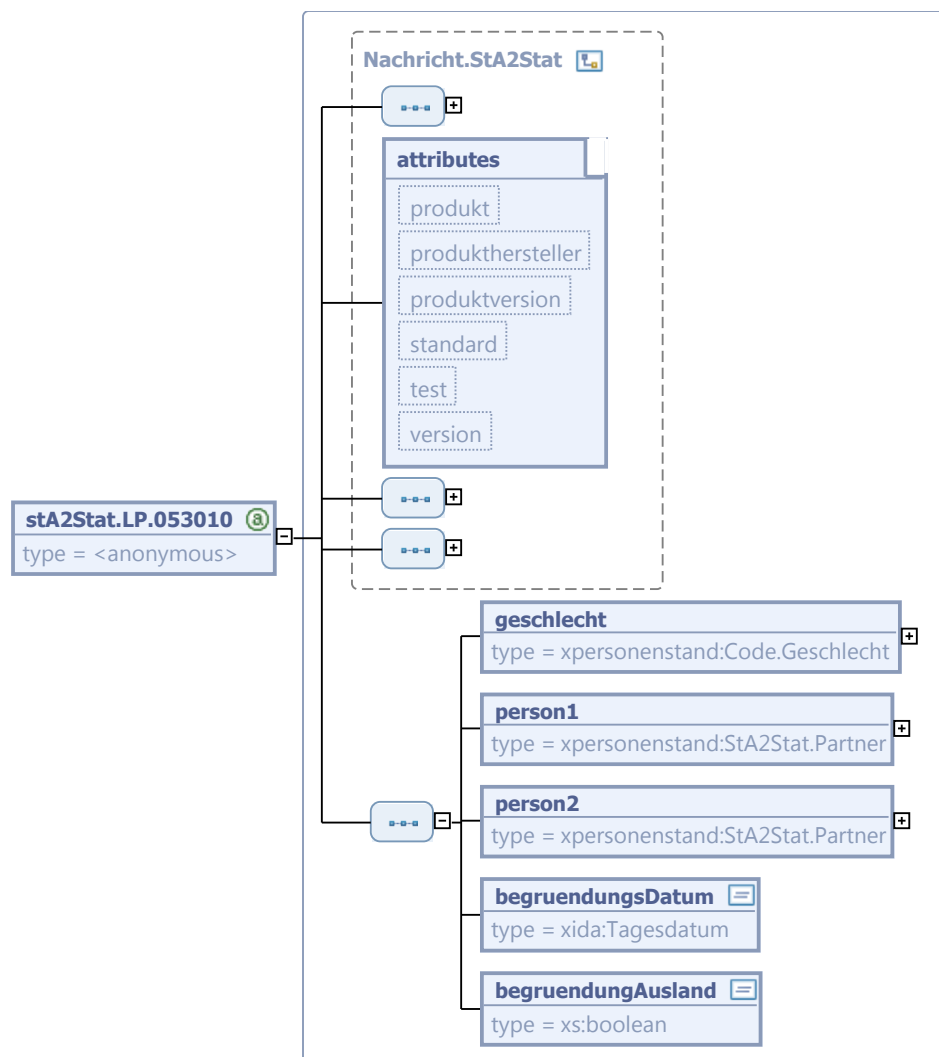 Nachricht.StA2Stat
attributes
produkt
produkthersteller
produktversion
standard
test
version
stA2Stat.LP.053010
type = <anonymous>
geschlecht
type = xpersonenstand:Code.Geschlecht
person1
type = xpersonenstand:StA2Stat.Partner
person2
type = xpersonenstand:StA2Stat.Partner
begruendungsDatum
type = xida:Tagesdatum
begruendungAusland
type = xs:boolean